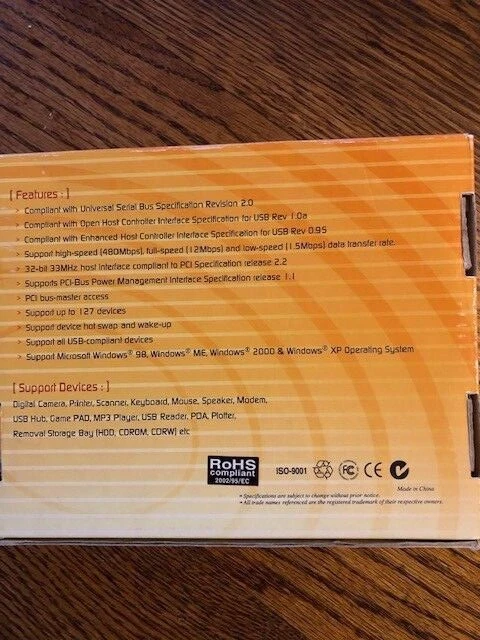 [ Features : ]
> Compliant with Universal Serial Bus Specification Revision 2.0
> Compliant with Open Host Controller Interface Specification for USB Rev 1.0a
> Compliant with Enhanced Host Controller Interface Specification for USB Rev 0.95
> Support high-speed (480Mbps), full-speed (12Mbps) and low-speed (1.5Mbps) data transfer rate.
> 32-bit 33MHz host interface compliant to PCI Specification release 2.2
> Supports PCI-Bus Power Management Interface Specification release 1.1
> PCI bus-master access
> Support up to 127 devices
> Support device hot swap and wake-up
> Support all USB-compliant devices
> Support Microsoft Windows® 98, Windows® ME, Windows® 2000 & Windows® XP Operating System
[ Support Devices : ]
Digital Camera, Printer, Scanner, Keyboard, Mouse, Speaker, Modem,
USB Hub, Game PAD, MP3 Player, USB Reader, PDA, Plotter,
Removal Storage Bay (HDD, CDROM, CDRW) etc
RoHS
compliant
2002/95/EC
ISO-9001 FC CE
Made in China
* Specifications are subject to change without prior notice
* All trade names referenced are the registered trademark of their respective owners.